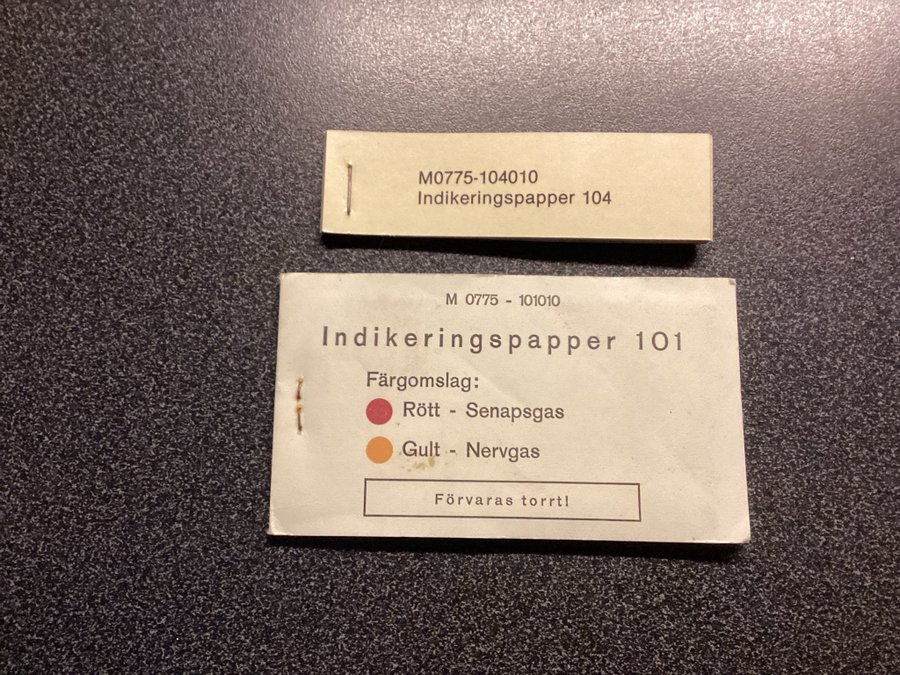 M0775-104010
Indikeringspapper 104
M 0775 - 101010
Indikeringspapper 101
Färgomslag:
Rött - Senapsgas
Gult - Nervgas
Förvaras torrt!